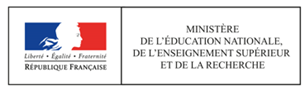 Liberté • Égalité • Fraternité
RÉPUBLIQUE FRANÇAISE
MINISTÈRE
DE L'ÉDUCATION NATIONALE,
DE L'ENSEIGNEMENT SUPÉRIEUR
ET DE LA RECHERCHE